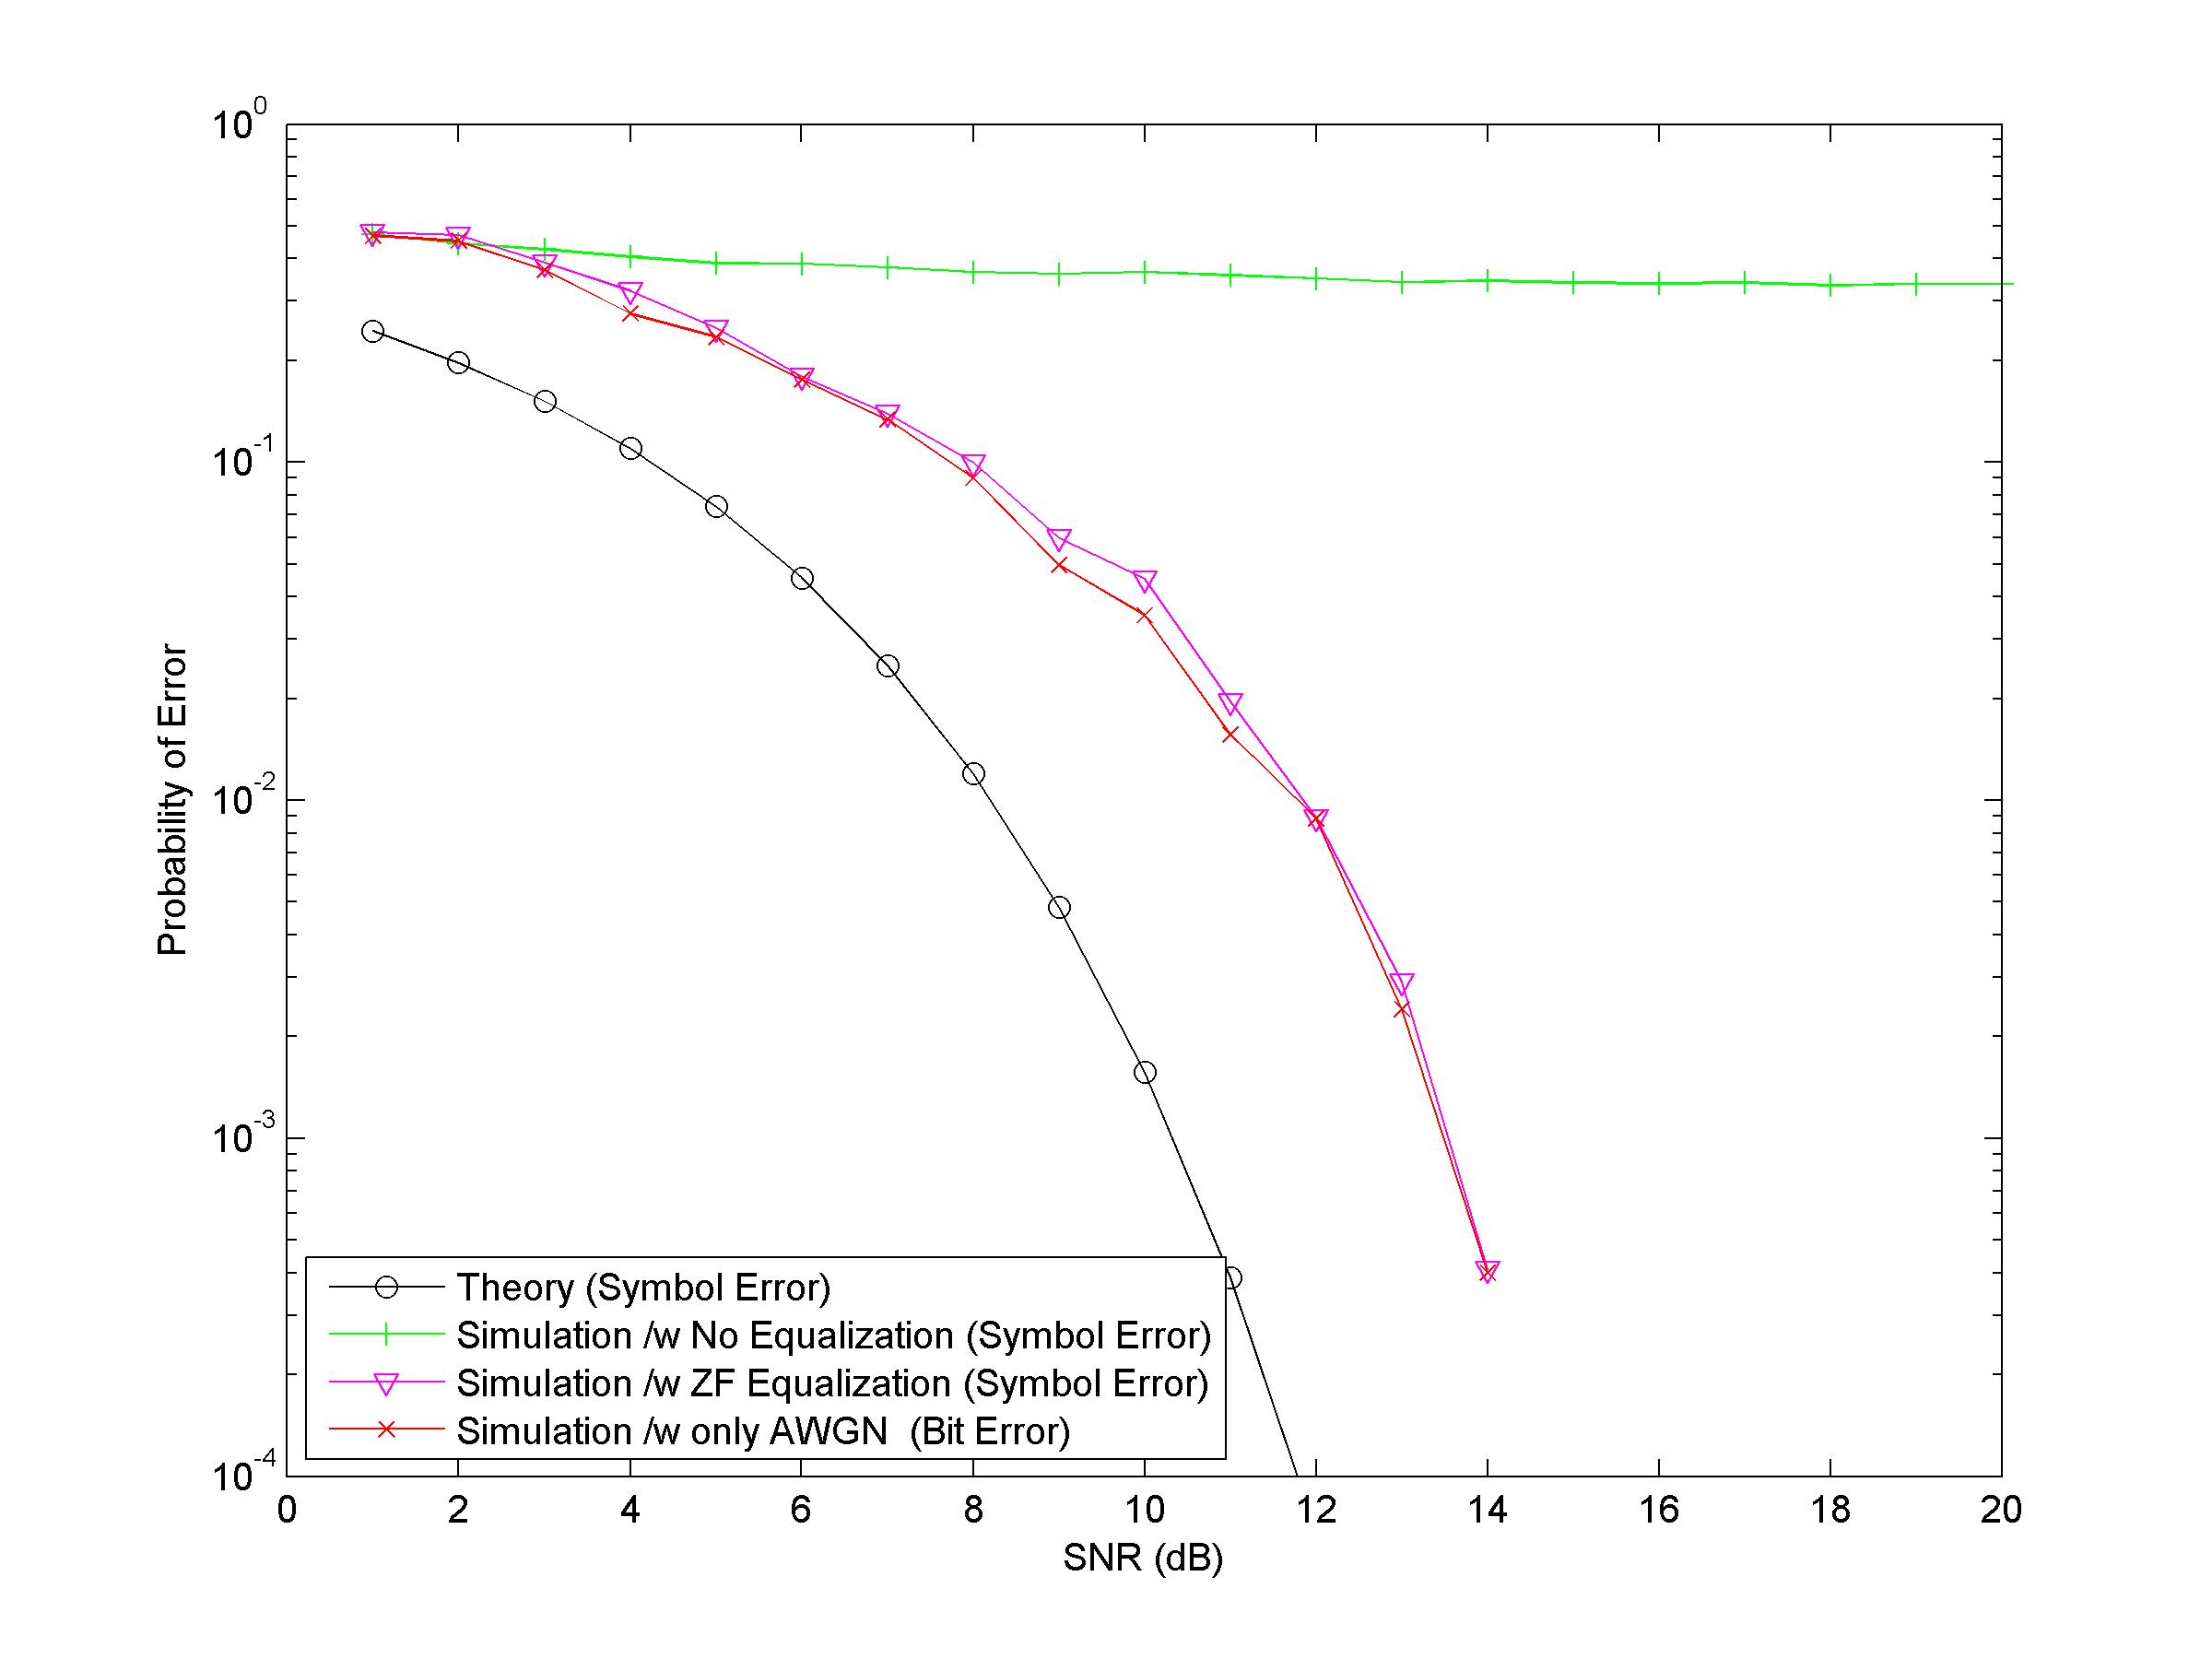 10^0
10^-1
10^-2
10^-3
10^-4
Probability of Error
Theory (Symbol Error)
Simulation /w No Equalization (Symbol Error)
Simulation /w ZF Equalization (Symbol Error)
Simulation /w only AWGN  (Bit Error)
0 2 4 6 8 10 12 14 16 18 20
SNR (dB)